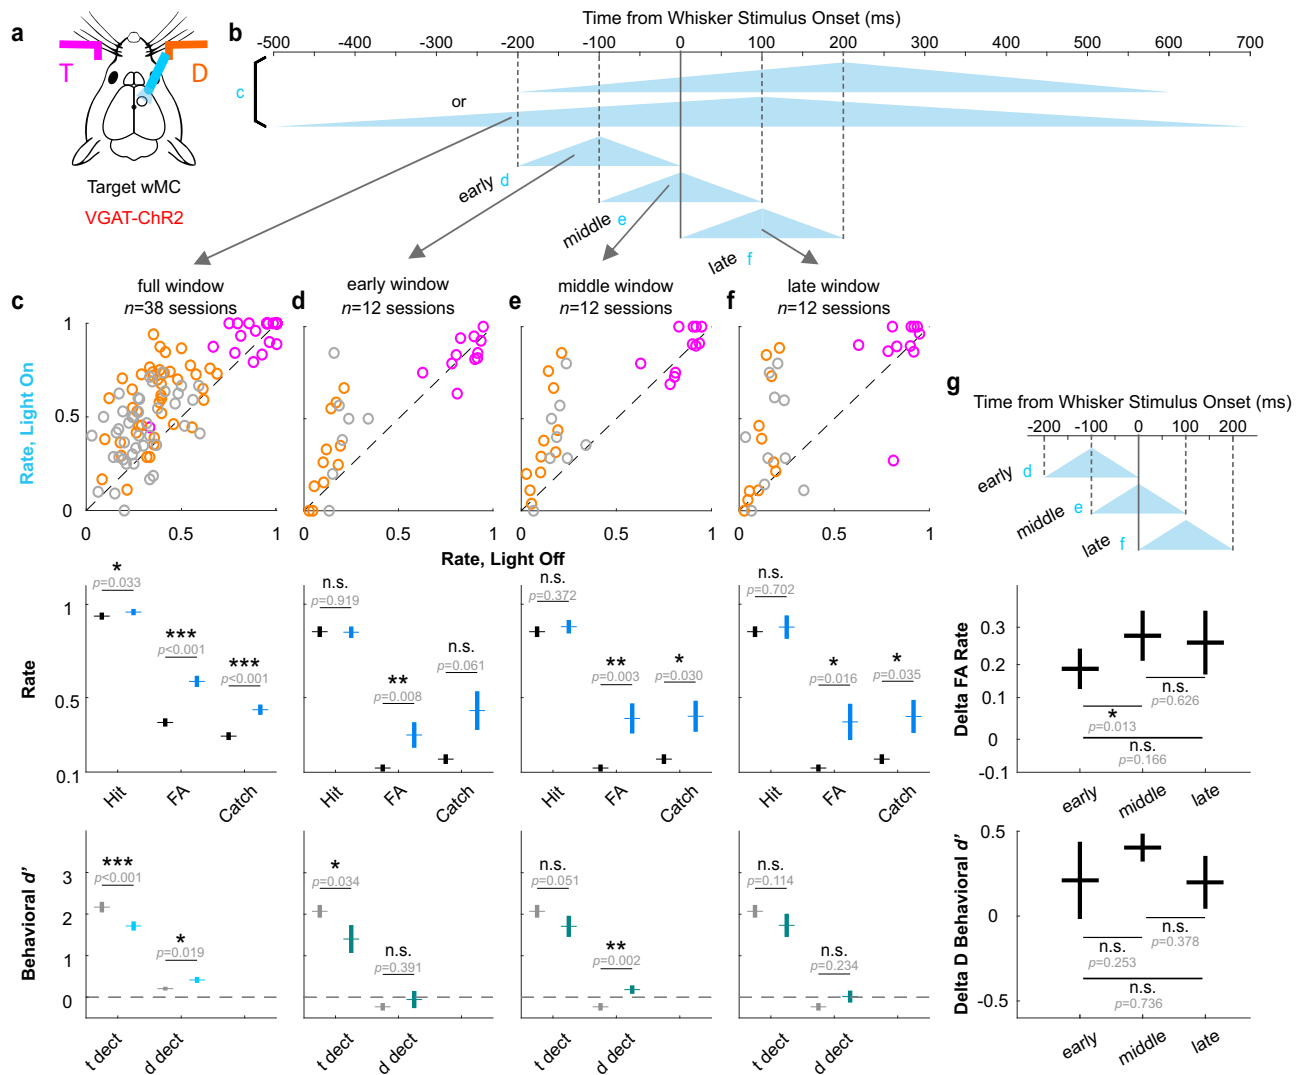 a
T
D
Target wMC
VGAT-ChR2
b
Time from Whisker Stimulus Onset (ms)
-500 -400 -300 -200 -100 0 100 200 300 400 500 600 700
c
or
early d
middle e
late f
c
full window
n=38 sessions
d
early window
n=12 sessions
e
middle window
n=12 sessions
f
late window
n=12 sessions
Rate, Light On
1
0.5
0
0 0.5 1
0 0.5 1
0 0.5 1
0 0.5 1
Rate, Light Off
g
Time from Whisker Stimulus Onset (ms)
-200 -100 0 100 200
early d
middle e
late f
Rate
1
0.5
0.1
*
p=0.033
***
p<0.001
***
p<0.001
Hit FA Catch
n.s.
p=0.919
**
p=0.008
n.s.
p=0.061
Hit FA Catch
n.s.
p=0.372
**
p=0.003
*
p=0.030
Hit FA Catch
n.s.
p=0.702
*
p=0.016
*
p=0.035
Hit FA Catch
Delta FA Rate
0.3
0.2
0.1
0
-0.1
n.s.
p=0.626
*
p=0.013
n.s.
p=0.166
early middle late
Behavioral d'
3
2
1
0
***
p<0.001
*
p=0.019
t dect d dect
*
p=0.034
n.s.
p=0.391
t dect d dect
n.s.
p=0.051
**
p=0.002
t dect d dect
n.s.
p=0.114
n.s.
p=0.234
t dect d dect
Delta D Behavioral d'
0.5
0
-0.5
n.s.
p=0.378
n.s.
p=0.253
n.s.
p=0.736
early middle late